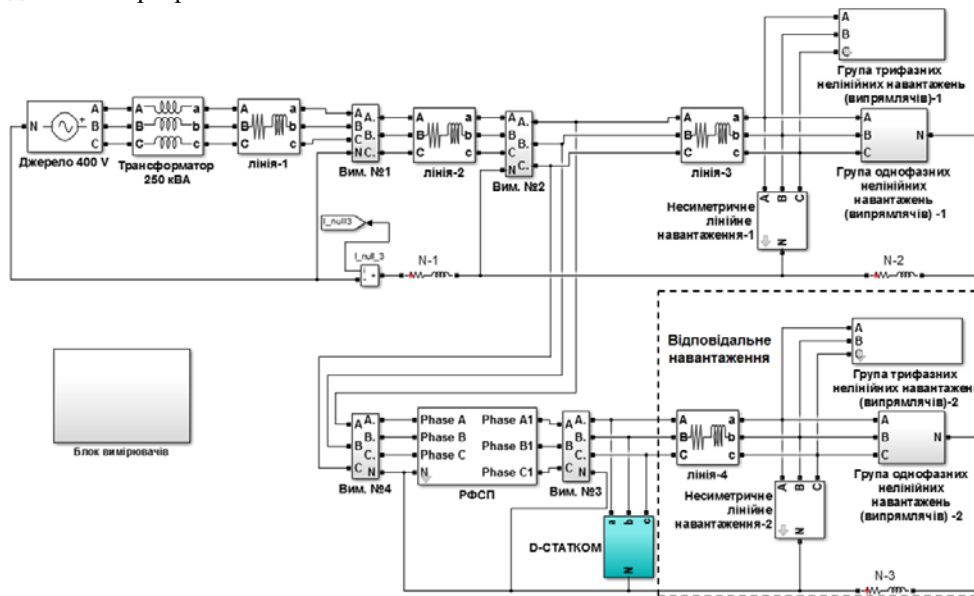 A
B
C
Група трифазних
нелінійних навантажень
(випрямлячів)-1
N
A
B
C
Джерело 400 V
A
B
C
a
b
c
Трансформатор
250 кВА
A
B
C
a
b
c
лінія-1
A
B
C
N
A.
B.
C.
Вим. №1
A
B
C
a
b
c
лінія-2
A
B
C
N
A.
B.
C.
Вим. №2
A
B
C
a
b
c
лінія-3
A
B
C
N
Група однофазних
нелінійних
навантажень
(випрямлячів) -1
Несиметричне
лінійне
навантаження-1
A
B
C
N
I_null3
I_null_3
N-1
N-2
Відповідальне
навантаження
A
B
C
Група трифазних
нелінійних навантажень
(випрямлячів)-2
Блок вимірювачів
A
B
C
A.
B.
C.
N
Вим. №4
Phase A
Phase B
Phase C
N
Phase A1
Phase B1
Phase C1
РФСП
A
B
C
A.
B.
C.
N
Вим. №3
a
b
c
N
D-СТАТКОМ
A
B
C
a
b
c
лінія-4
A
B
C
N
Група однофазних
нелінійних
навантажень
(випрямлячів) -2
Несиметричне
лінійне
навантаження-2
A
B
C
N
N-3